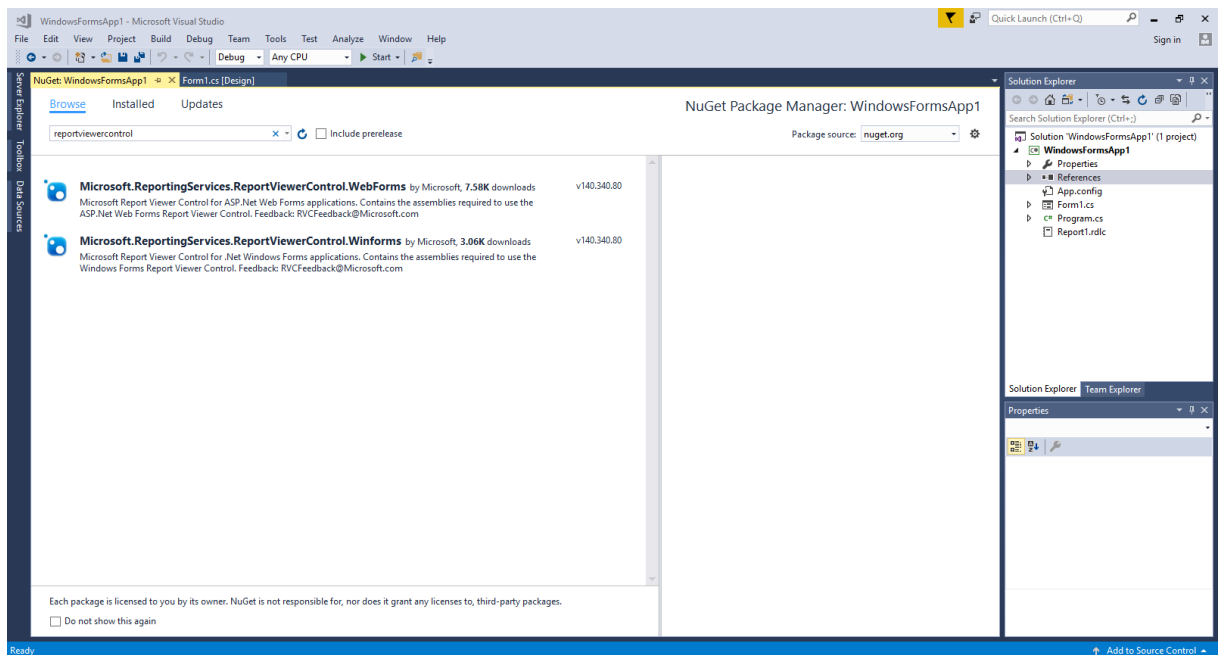 WindowsFormsApp1 - Microsoft Visual Studio
Quick Launch (Ctrl+Q)
File Edit View Project Build Debug Team Tools Test Analyze Window Help
Sign in
Debug Any CPU Start
Server Explorer
Toolbox
Data Sources
NuGet: WindowsFormsApp1 Form1.cs [Design]
Browse Installed Updates
NuGet Package Manager: WindowsFormsApp1
reportviewercontrol
Include prerelease
Package source: nuget.org
Microsoft.ReportingServices.ReportViewerControl.WebForms by Microsoft, 7.58K downloads v140.340.80
Microsoft Report Viewer Control for ASP.Net Web Forms applications. Contains the assemblies required to use the
ASP.Net Web Forms Report Viewer Control. Feedback: RVCFeedback@Microsoft.com
Microsoft.ReportingServices.ReportViewerControl.Winforms by Microsoft, 3.06K downloads v140.340.80
Microsoft Report Viewer Control for .Net Windows Forms applications. Contains the assemblies required to use the
Windows Forms Report Viewer Control. Feedback: RVCFeedback@Microsoft.com
Each package is licensed to you by its owner. NuGet is not responsible for, nor does it grant any licenses to, third-party packages.
Do not show this again
Solution Explorer
Search Solution Explorer (Ctrl+;)
Solution 'WindowsFormsApp1' (1 project)
WindowsFormsApp1
Properties
References
App.config
Form1.cs
Program.cs
Report1.rdlc
Solution Explorer Team Explorer
Properties
Ready
Add to Source Control